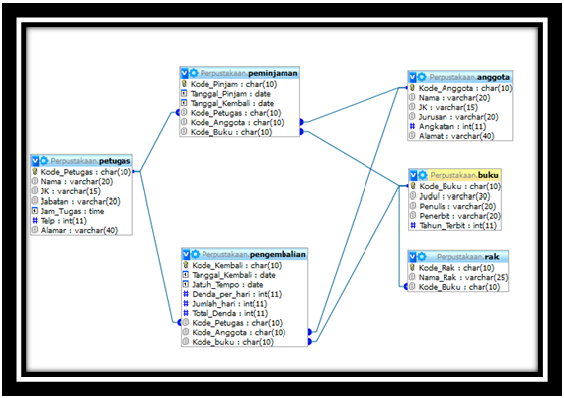 Perpustakaan.peminjaman
Kode_Pinjam : char(10)
Tanggal_Pinjam : date
Tanggal_Kembali : date
Kode_Petugas : char(10)
Kode_Anggota : char(10)
Kode_Buku : char(10)
Perpustakaan.anggota
Kode_Anggota : char(10)
Nama : varchar(20)
JK : varchar(15)
Jurusar : varchar(20)
Angkatan : int(11)
Alamat : varchar(40)
Perpustakaan.petugas
Kode_Petugas : char(10)
Nama : varchar(20)
JK : varchar(15)
Jabatan : varchar(20)
Jam_Tugas : time
Telp : int(11)
Alamar : varchar(40)
Perpustakaan.buku
Kode_Buku : char(10)
Judul : varchar(30)
Penulis : varchar(20)
Penerbt : varchar(20)
Tahun_Terbit : int(11)
Perpustakaan.pengembalian
Kode_Kembali : char(10)
Tanggal_Kembali : date
Jatuh_Tempo : date
Denda_per_hari : int(11)
Jumlah_hari : int(11)
Total_Denda : int(11)
Kode_Petugas : char(10)
Kode_Anggota : char(10)
Kode_buku : char(10)
Perpustakaan.rak
Kode_Rak : char(10)
Nama_Rak : varchar(25)
Kode_Buku : char(10)